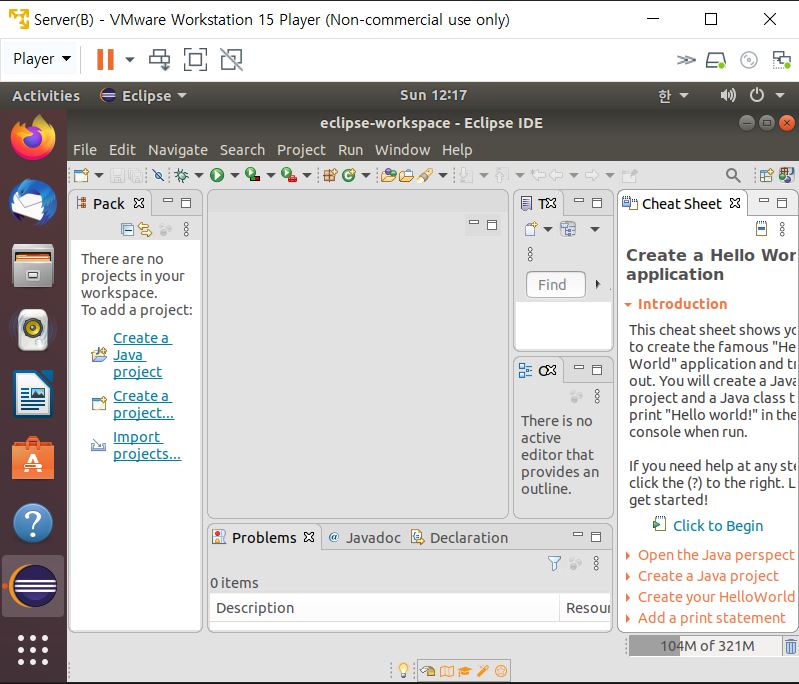 Server(B) - VMware Workstation 15 Player (Non-commercial use only)
Player
Activities
Eclipse
Sun 12:17
한
eclipse-workspace - Eclipse IDE
File Edit Navigate Search Project Run Window Help
Pack
There are no
projects in your
workspace.
To add a project:
Create a
Java
project
Create a
project...
Import
projects...
Find
There is no
active
editor that
provides an
outline.
Problems
@ Javadoc
Declaration
0 items
Description
Resour
Cheat Sheet
Create a Hello Wor
application
Introduction
This cheat sheet shows yo
to create the famous "He
World" application and tr
out. You will create a Java
project and a Java class t
print "Hello world!" in the
console when run.
If you need help at any ste
click the (?) to the right. L
get started!
Click to Begin
Open the Java perspect
Create a Java project
Create your HelloWorld
Add a print statement
104M of 321M